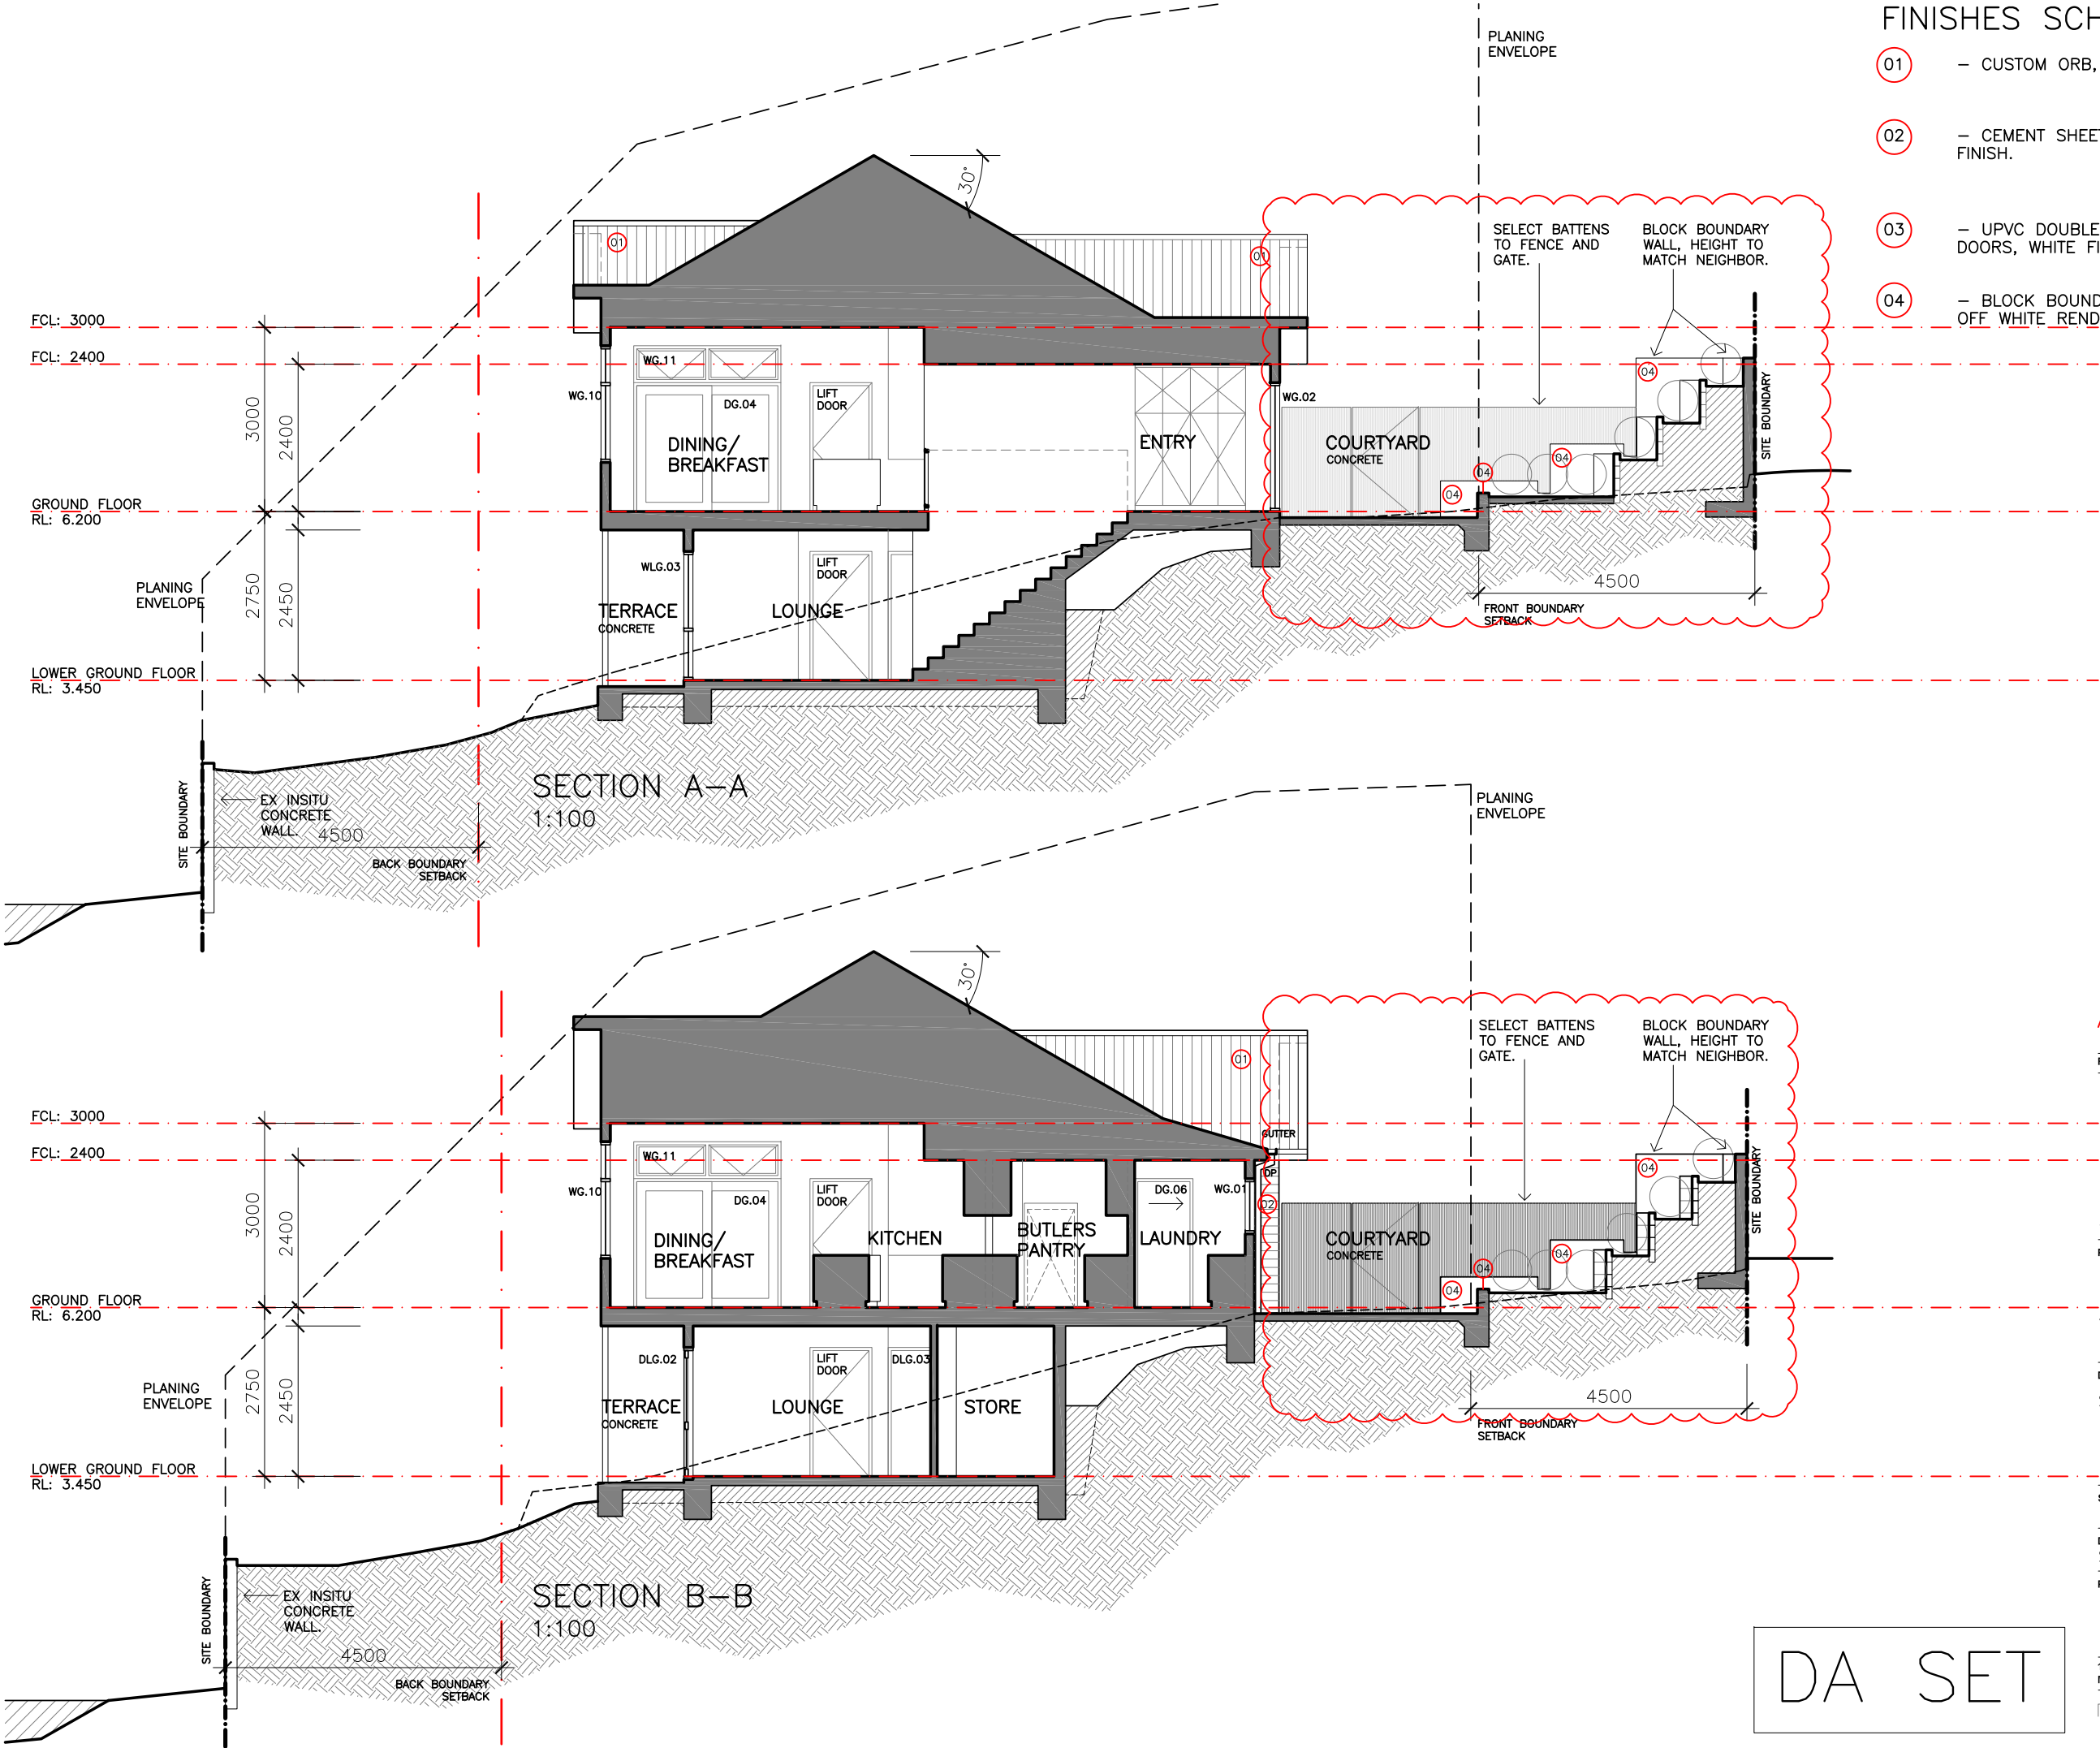 FINISHES SCH
01 – CUSTOM ORB,
02 – CEMENT SHEET
FINISH.
03 – UPVC DOUBLE
DOORS, WHITE FI
04 – BLOCK BOUND
OFF WHITE REND
PLANING
ENVELOPE
30°
01
01
SELECT BATTENS
TO FENCE AND
GATE.
BLOCK BOUNDARY
WALL, HEIGHT TO
MATCH NEIGHBOR.
FCL: 3000
FCL: 2400
WG.11
WG.10
DG.04
LIFT
DOOR
WG.02
04
SITE BOUNDARY
3000
2400
DINING/
BREAKFAST
ENTRY
COURTYARD
CONCRETE
04
04
04
GROUND FLOOR
RL: 6.200
PLANING
ENVELOPE
2750
2450
WLG.03
LIFT
DOOR
TERRACE
CONCRETE
LOUNGE
4500
FRONT BOUNDARY
SETBACK
LOWER GROUND FLOOR
RL: 3.450
SITE BOUNDARY
EX INSITU
CONCRETE
WALL.
4500
BACK BOUNDARY
SETBACK
SECTION A–A
1:100
PLANING
ENVELOPE
30°
01
SELECT BATTENS
TO FENCE AND
GATE.
BLOCK BOUNDARY
WALL, HEIGHT TO
MATCH NEIGHBOR.
FCL: 3000
FCL: 2400
GUTTER
DP
WG.11
WG.10
DG.04
LIFT
DOOR
DG.06
WG.01
02
04
SITE BOUNDARY
3000
2400
DINING/
BREAKFAST
KITCHEN
BUTLERS
PANTRY
LAUNDRY
COURTYARD
CONCRETE
04
04
04
GROUND FLOOR
RL: 6.200
PLANING
ENVELOPE
2750
2450
DLG.02
LIFT
DOOR
DLG.03
TERRACE
CONCRETE
LOUNGE
STORE
4500
FRONT BOUNDARY
SETBACK
LOWER GROUND FLOOR
RL: 3.450
SITE BOUNDARY
EX INSITU
CONCRETE
WALL.
4500
BACK BOUNDARY
SETBACK
SECTION B–B
1:100
DA SET